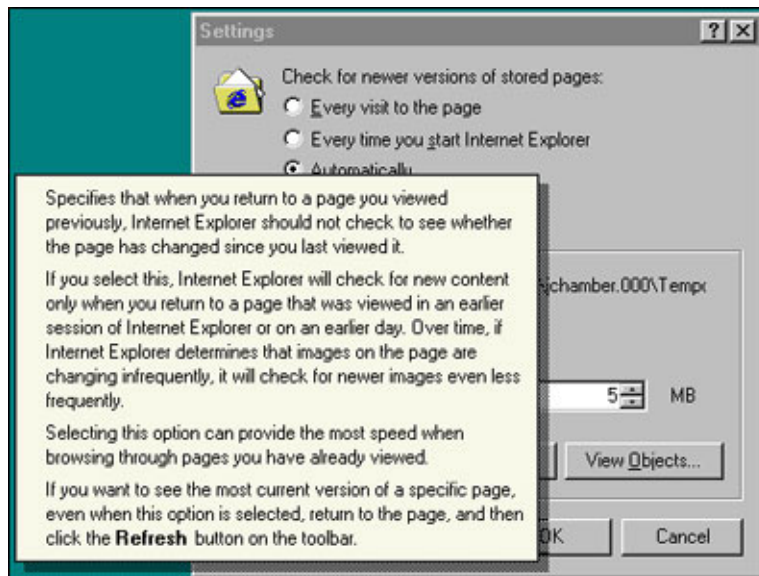 Settings
Check for newer versions of stored pages:
Every visit to the page
Every time you start Internet Explorer
Automatically
Specifies that when you return to a page you viewed
previously, Internet Explorer should not check to see whether
the page has changed since you last viewed it.
If you select this, Internet Explorer will check for new content
only when you return to a page that was viewed in an earlier
session of Internet Explorer or on an earlier day. Over time, if
Internet Explorer determines that images on the page are
changing infrequently, it will check for newer images even less
frequently.
Selecting this option can provide the most speed when
browsing through pages you have already viewed.
If you want to see the most current version of a specific page,
even when this option is selected, return to the page, and then
click the Refresh button on the toolbar.
jchamber.000\Tempo
5 MB
View Objects...
OK Cancel